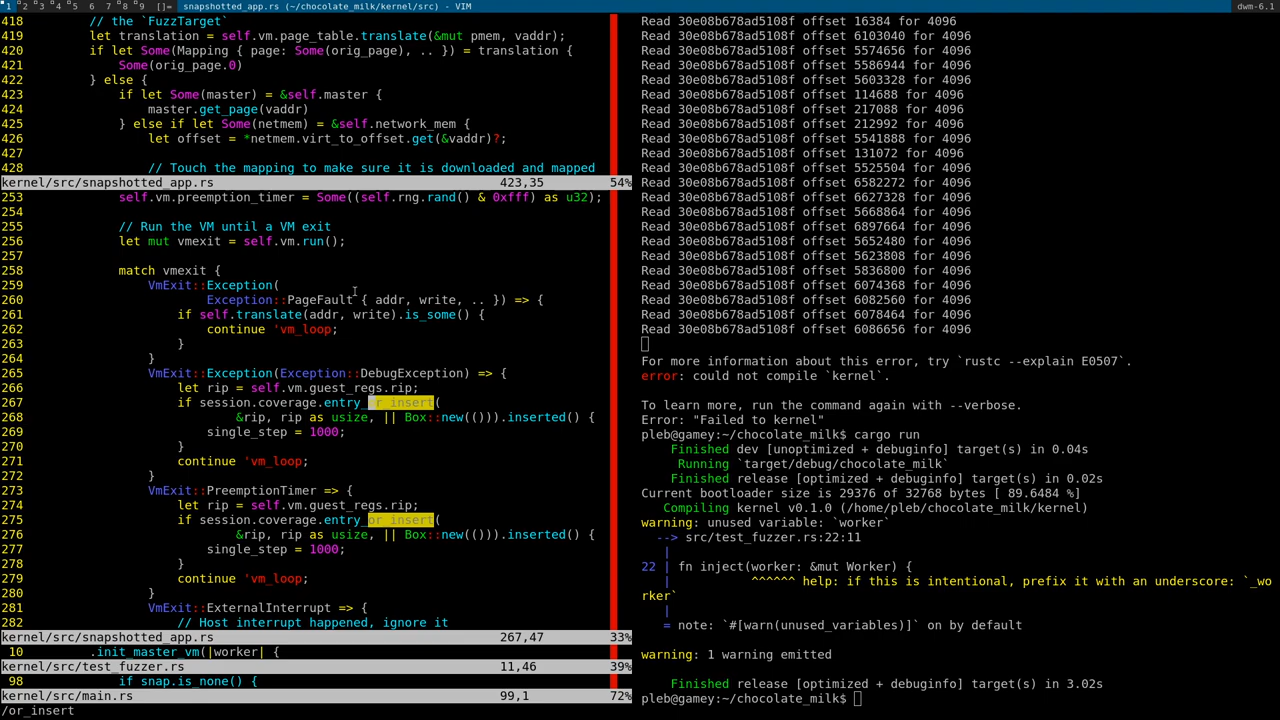 1 2 3 4 5 6 7 8 9 []= snapshotted_app.rs (~/chocolate_milk/kernel/src) - VIM dwm-6.1
418 // the `FuzzTarget`
419 let translation = self.vm.page_table.translate(&mut pmem, vaddr);
420 if let Some(Mapping { page: Some(orig_page), .. }) = translation {
421 Some(orig_page.0)
422 } else {
423 if let Some(master) = &self.master {
424 master.get_page(vaddr)
425 } else if let Some(netmem) = &self.network_mem {
426 let offset = *netmem.virt_to_offset.get(&vaddr)?;
427
428 // Touch the mapping to make sure it is downloaded and mapped
kernel/src/snapshotted_app.rs 423,35 54%
253 self.vm.preemption_timer = Some((self.rng.rand() & 0xfff) as u32);
254
255 // Run the VM until a VM exit
256 let mut vmexit = self.vm.run();
257
258 match vmexit {
259 VmExit::Exception(
260 Exception::PageFault { addr, write, .. }) => {
261 if self.translate(addr, write).is_some() {
262 continue 'vm_loop;
263 }
264 }
265 VmExit::Exception(Exception::DebugException) => {
266 let rip = self.vm.guest_regs.rip;
267 if session.coverage.entry_or_insert(
268 &rip, rip as usize, || Box::new(())).inserted() {
269 single_step = 1000;
270 }
271 continue 'vm_loop;
272 }
273 VmExit::PreemptionTimer => {
274 let rip = self.vm.guest_regs.rip;
275 if session.coverage.entry_or_insert(
276 &rip, rip as usize, || Box::new(())).inserted() {
277 single_step = 1000;
278 }
279 continue 'vm_loop;
280 }
281 VmExit::ExternalInterrupt => {
282 // Host interrupt happened, ignore it
kernel/src/snapshotted_app.rs 267,47 33%
10 .init_master_vm(|worker| {
kernel/src/test_fuzzer.rs 11,46 39%
98 if snap.is_none() {
kernel/src/main.rs 99,1 72%
/or_insert
Read 30e08b678ad5108f offset 16384 for 4096
Read 30e08b678ad5108f offset 6103040 for 4096
Read 30e08b678ad5108f offset 5574656 for 4096
Read 30e08b678ad5108f offset 5586944 for 4096
Read 30e08b678ad5108f offset 5603328 for 4096
Read 30e08b678ad5108f offset 114688 for 4096
Read 30e08b678ad5108f offset 217088 for 4096
Read 30e08b678ad5108f offset 212992 for 4096
Read 30e08b678ad5108f offset 5541888 for 4096
Read 30e08b678ad5108f offset 131072 for 4096
Read 30e08b678ad5108f offset 5525504 for 4096
Read 30e08b678ad5108f offset 6582272 for 4096
Read 30e08b678ad5108f offset 6627328 for 4096
Read 30e08b678ad5108f offset 5668864 for 4096
Read 30e08b678ad5108f offset 6897664 for 4096
Read 30e08b678ad5108f offset 5652480 for 4096
Read 30e08b678ad5108f offset 5623808 for 4096
Read 30e08b678ad5108f offset 5836800 for 4096
Read 30e08b678ad5108f offset 6074368 for 4096
Read 30e08b678ad5108f offset 6082560 for 4096
Read 30e08b678ad5108f offset 6078464 for 4096
Read 30e08b678ad5108f offset 6086656 for 4096
For more information about this error, try `rustc --explain E0507`.
error: could not compile `kernel`.
To learn more, run the command again with --verbose.
Error: "Failed to kernel"
pleb@gamey:~/chocolate_milk$ cargo run
Finished dev [unoptimized + debuginfo] target(s) in 0.04s
Running `target/debug/chocolate_milk`
Finished release [optimized + debuginfo] target(s) in 0.02s
Current bootloader size is 29376 of 32768 bytes [ 89.6484 %]
Compiling kernel v0.1.0 (/home/pleb/chocolate_milk/kernel)
warning: unused variable: `worker`
--> src/test_fuzzer.rs:22:11
|
22 | fn inject(worker: &mut Worker) {
| ^^^^^^ help: if this is intentional, prefix it with an underscore: `_wo
rker`
|
= note: `#[warn(unused_variables)]` on by default
warning: 1 warning emitted
Finished release [optimized + debuginfo] target(s) in 3.02s
pleb@gamey:~/chocolate_milk$